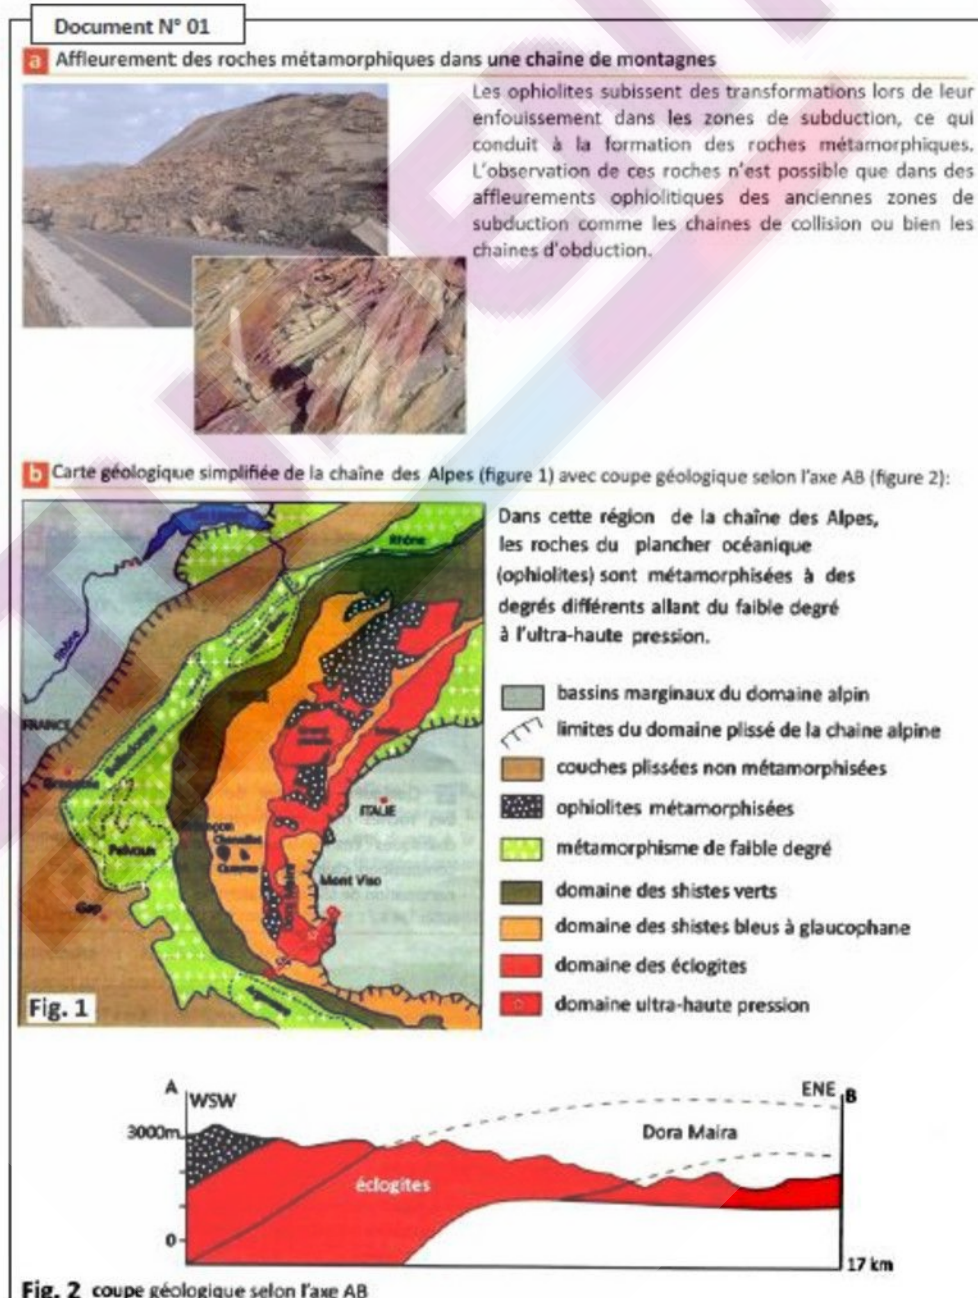 Document N° 01
a Affleurement des roches métamorphiques dans une chaine de montagnes
Les ophiolites subissent des transformations lors de leur
enfouissement dans les zones de subduction, ce qui
conduit à la formation des roches métamorphiques.
L'observation de ces roches n'est possible que dans des
affleurements ophiolitiques des anciennes zones de
subduction comme les chaines de collision ou bien les
chaines d'obduction.
b Carte géologique simplifiée de la chaîne des Alpes (figure 1) avec coupe géologique selon l'axe AB (figure 2):
Dans cette région de la chaîne des Alpes,
les roches du plancher océanique
(ophiolites) sont métamorphisées à des
degrés différents allant du faible degré
à l'ultra-haute pression.
bassins marginaux du domaine alpin
limites du domaine plissé de la chaine alpine
couches plissées non métamorphisées
ophiolites métamorphisées
métamorphisme de faible degré
domaine des shistes verts
domaine des shistes bleus à glaucophane
domaine des éclogites
domaine ultra-haute pression
Rhône
Rhône
FRANCE
Belledonne
ITALIE
Pelvoux
Mont Viso
Dora Maira
Gap
Fig. 1
A
WSW
ENE
B
3000m
Dora Maira
éclogites
0
17 km
Fig. 2 coupe géologique selon l'axe AB